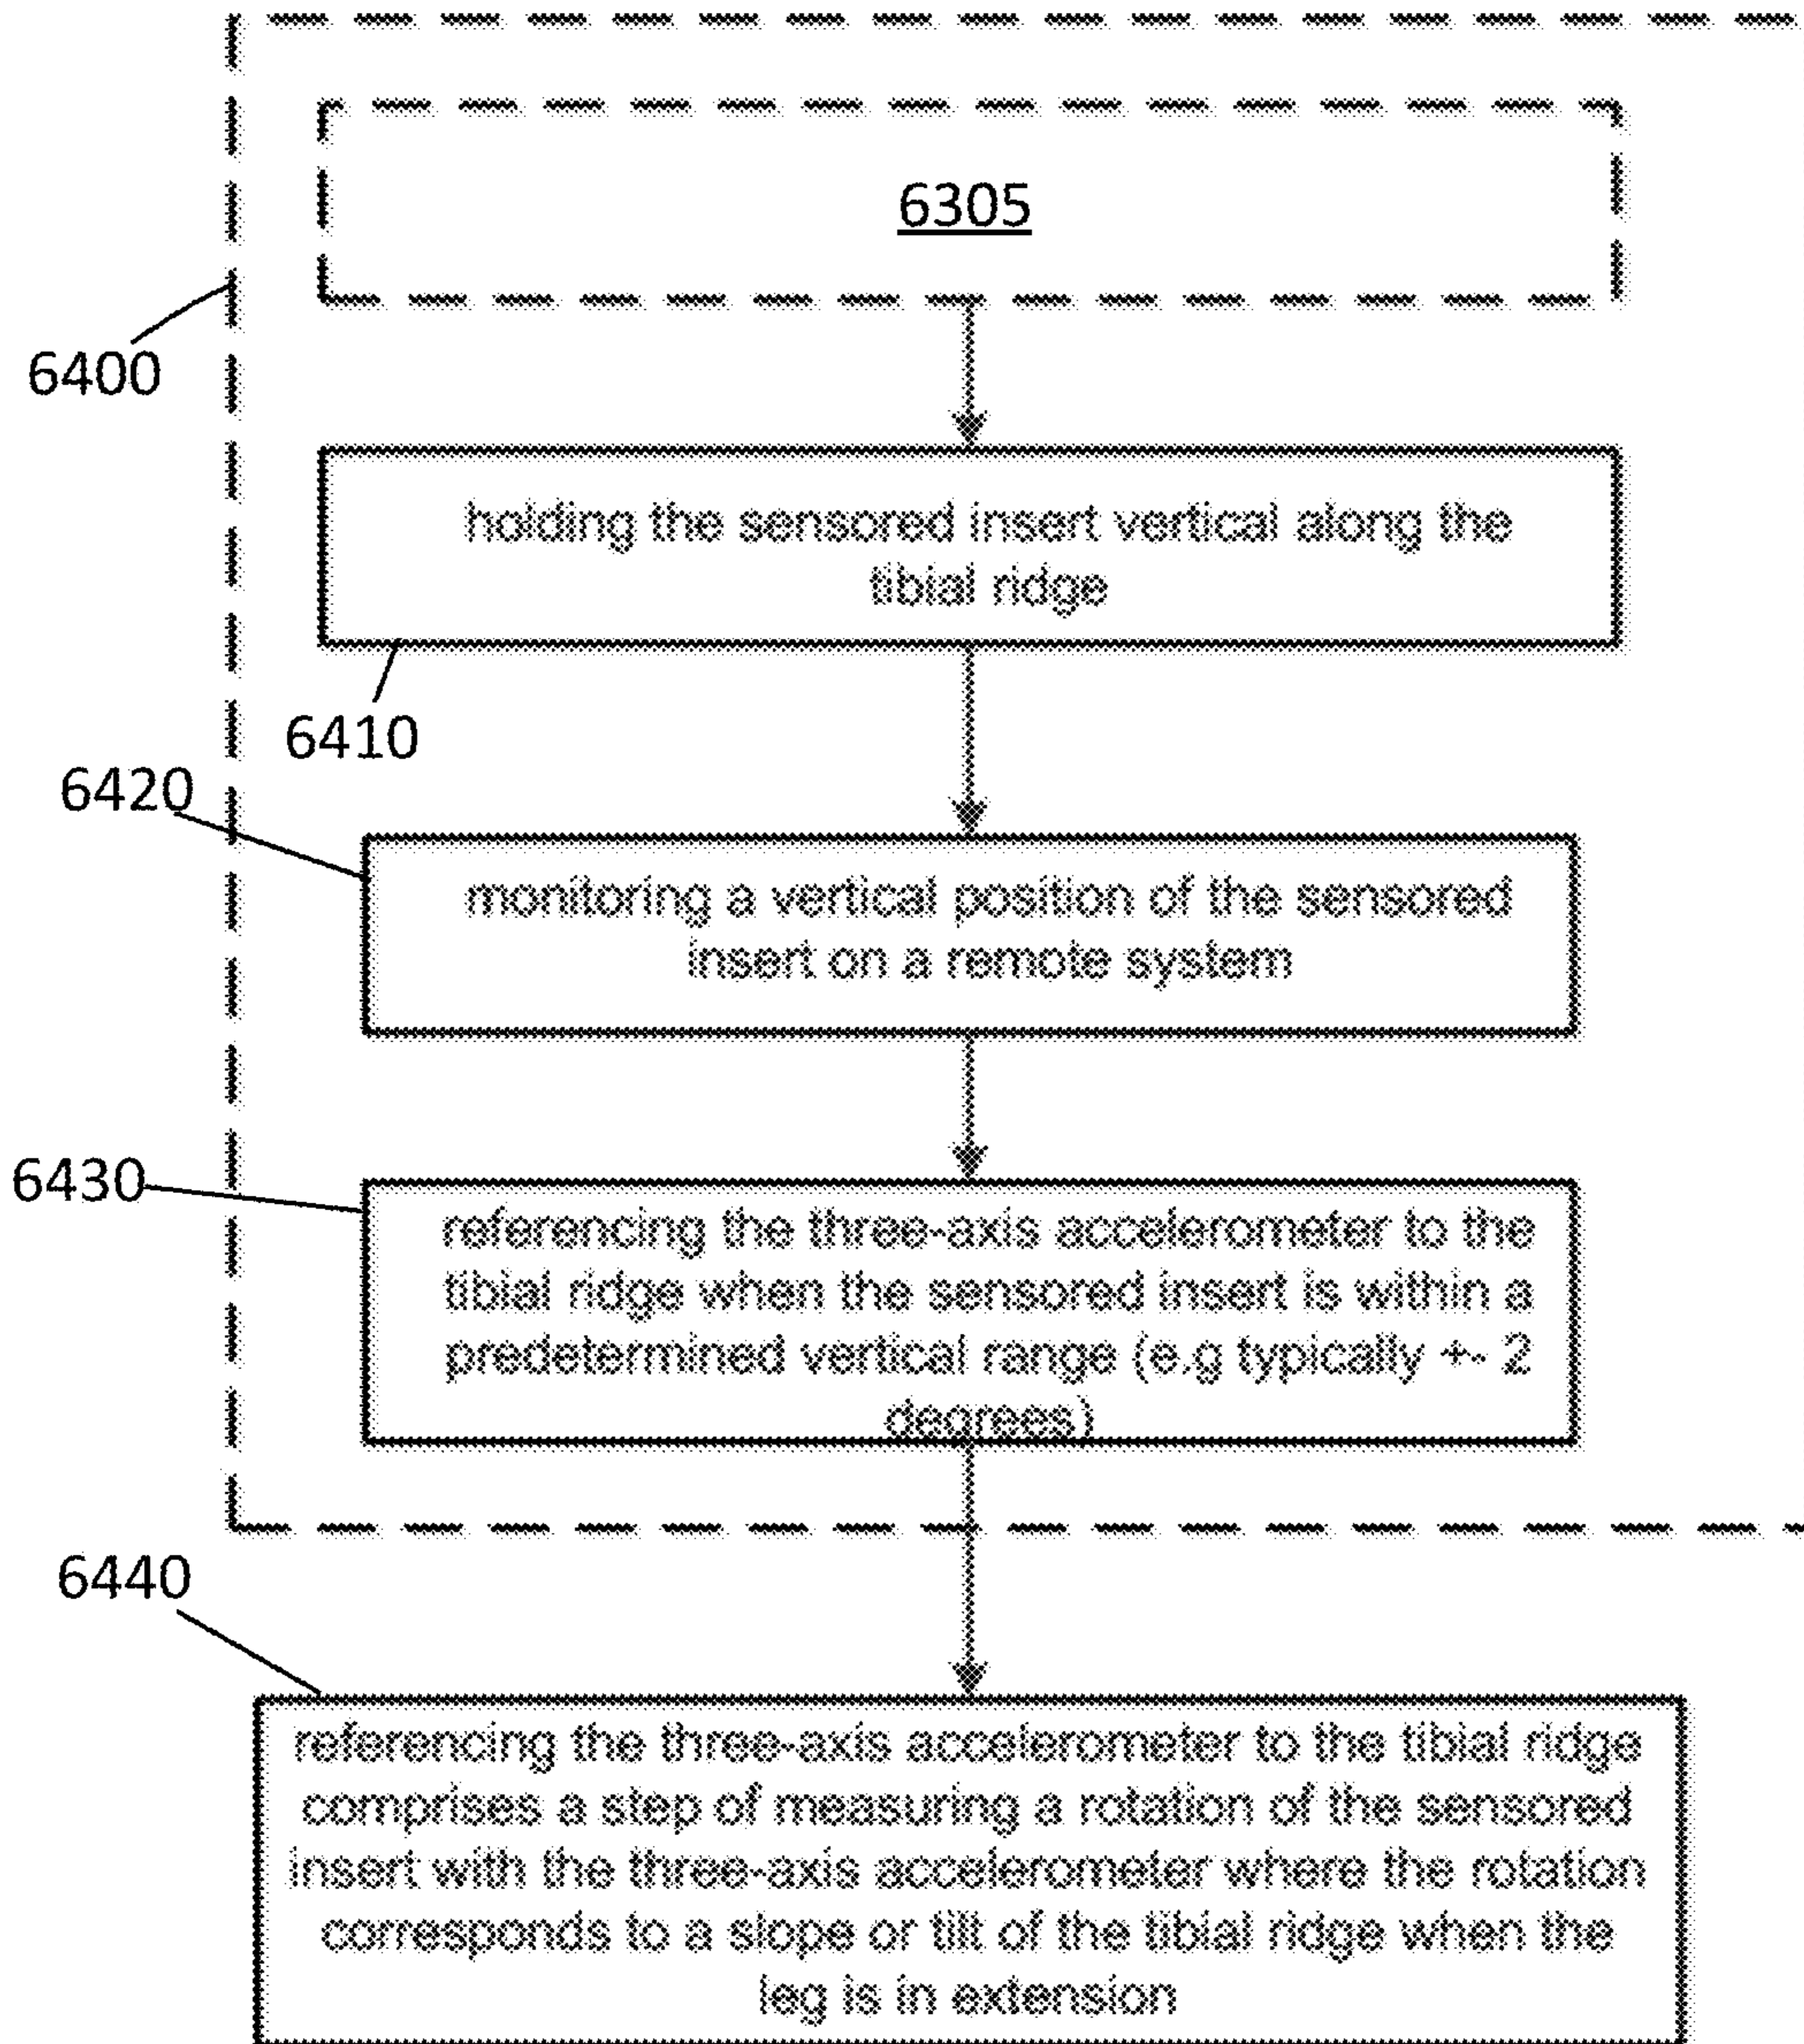 6305
6400
holding the sensored insert vertical along the
tibial ridge
6410
6420
monitoring a vertical position of the sensored
insert on a remote system
6430
referencing the three-axis accelerometer to the
tibial ridge when the sensored insert is within a
predetermined vertical range (e.g typically +- 2
degrees)
6440
referencing the three-axis accelerometer to the tibial ridge
comprises a step of measuring a rotation of the sensored
insert with the three-axis accelerometer where the rotation
corresponds to a slope or tilt of the tibial ridge when the
leg is in extension